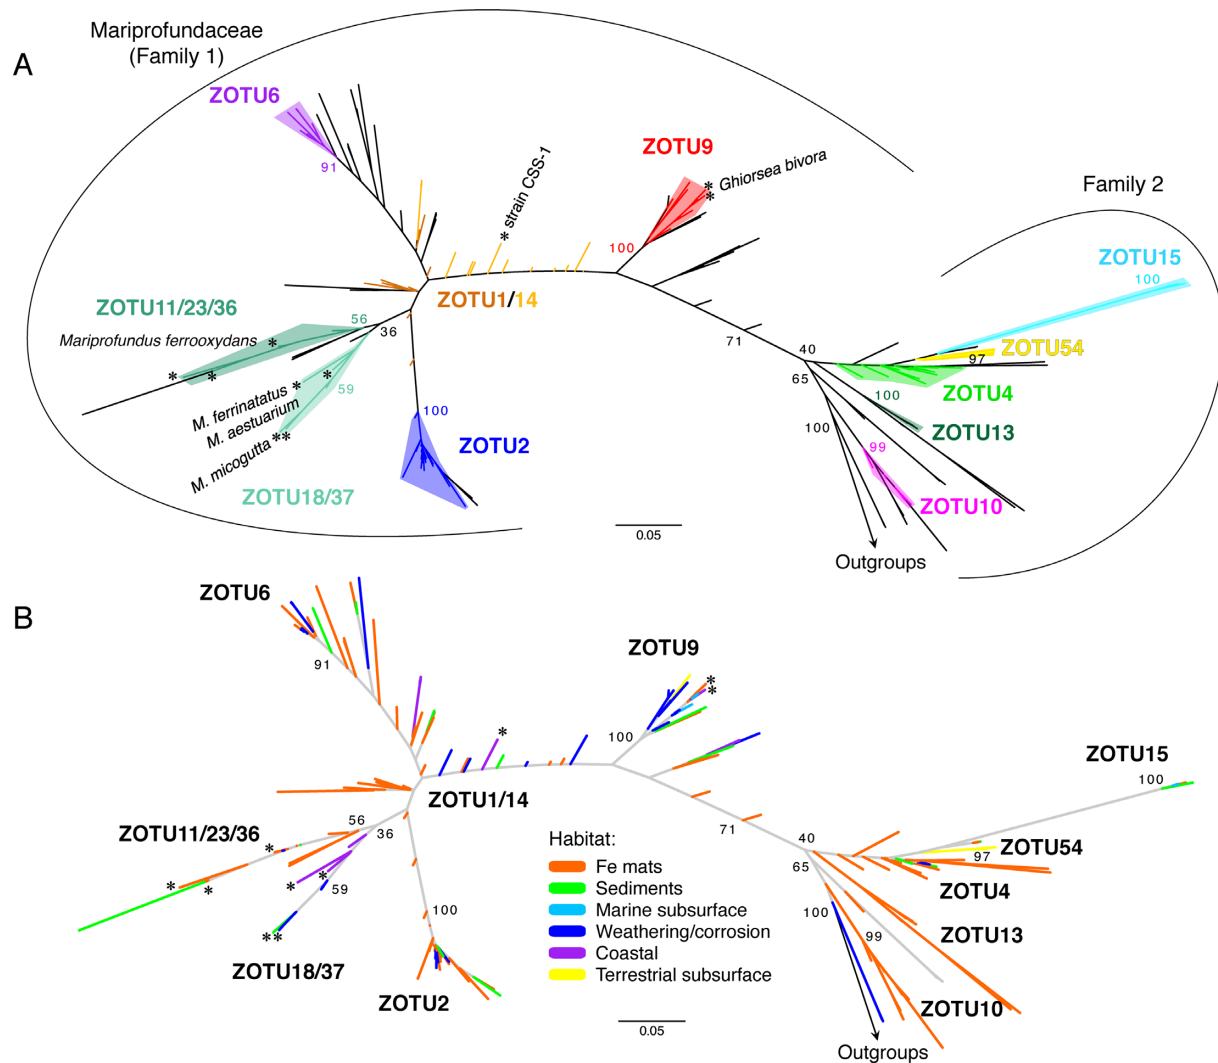 Mariprofundaceae
(Family 1)
A
ZOTU6
91
* strain CSS-1
ZOTU9
* Ghiorsea bivora
*
100
Family 2
ZOTU15
100
ZOTU1/14
ZOTU11/23/36
56
36
Mariprofundus ferrooxydans *
* *
M. ferrinatatus *
*
59
M. aestuarium
M. micogutta **
ZOTU18/37
100
ZOTU2
71
40
65
97
ZOTU54
ZOTU4
100
ZOTU13
100
99
ZOTU10
0.05
Outgroups
B
ZOTU6
91
ZOTU9
*
*
*
100
ZOTU15
100
ZOTU1/14
ZOTU11/23/36
56
36
*
* *
* *
59
**
ZOTU18/37
100
ZOTU2
71
40
65
97
ZOTU54
ZOTU4
100
99
ZOTU13
ZOTU10
Habitat:
Fe mats
Sediments
Marine subsurface
Weathering/corrosion
Coastal
Terrestrial subsurface
0.05
Outgroups